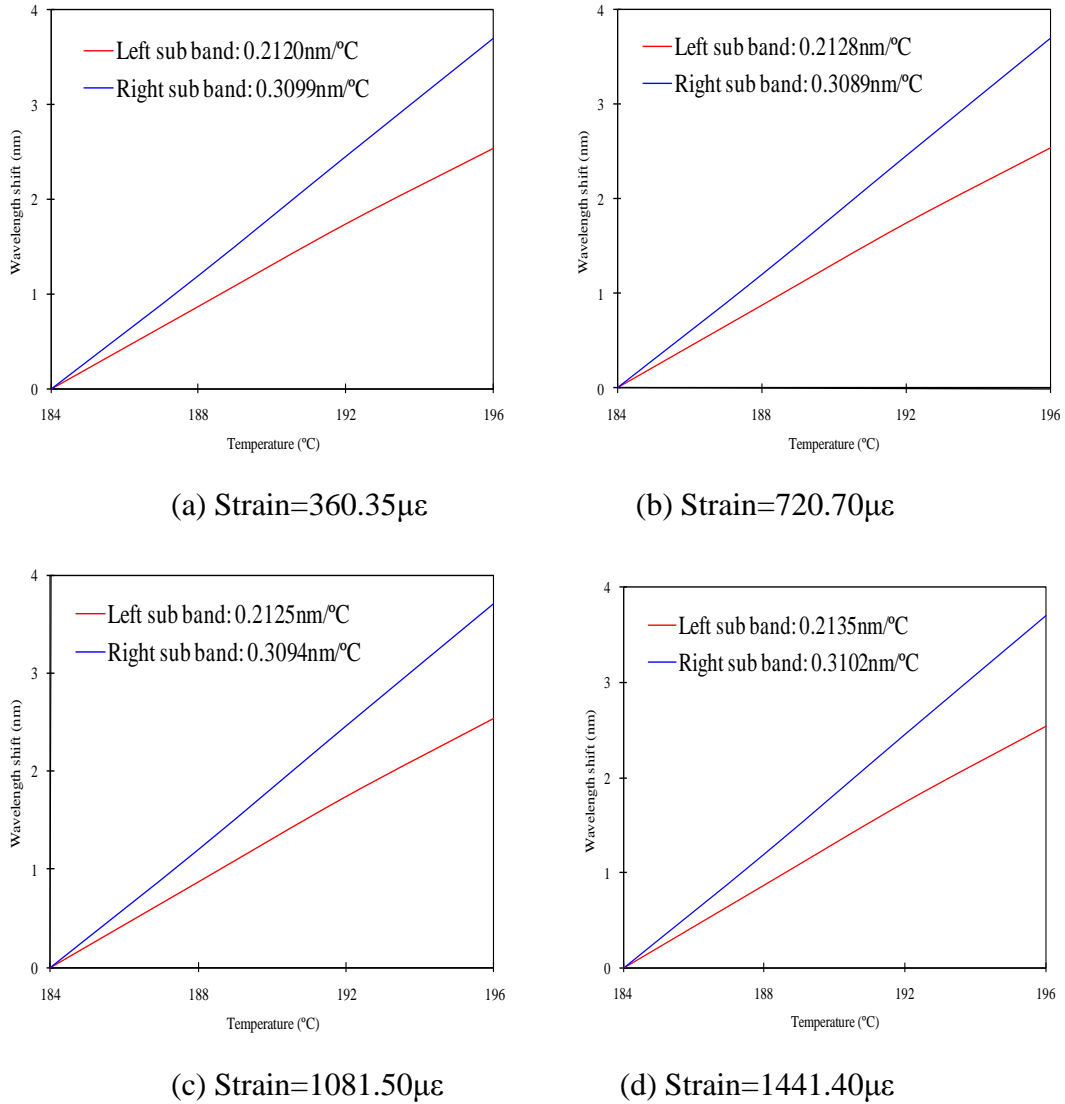 4
Left sub band: 0.2120nm/ºC
Right sub band: 0.3099nm/ºC
3
2
1
0
Wavelength shift (nm)
184 188 192 196
Temperature (ºC)
(a) Strain=360.35με
4
Left sub band: 0.2128nm/ºC
Right sub band: 0.3089nm/ºC
3
2
1
0
Wavelength shift (nm)
184 188 192 196
Temperature (ºC)
(b) Strain=720.70με
4
Left sub band: 0.2125nm/ºC
Right sub band: 0.3094nm/ºC
3
2
1
0
Wavelength shift (nm)
184 188 192 196
Temperature (ºC)
(c) Strain=1081.50με
4
Left sub band: 0.2135nm/ºC
Right sub band: 0.3102nm/ºC
3
2
1
0
Wavelength shift (nm)
184 188 192 196
Temperature (ºC)
(d) Strain=1441.40με